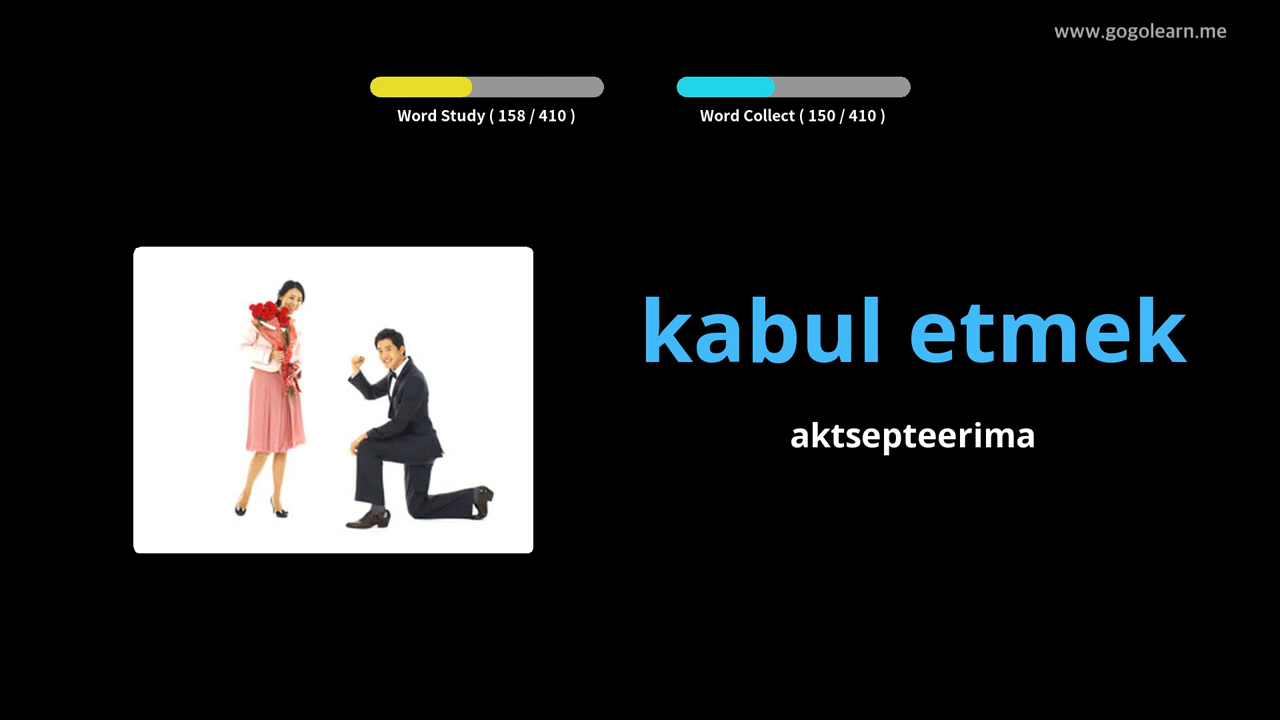 www.gogolearn.me
Word Study ( 158 / 410 )
Word Collect ( 150 / 410 )
kabul etmek
aktsepteerima